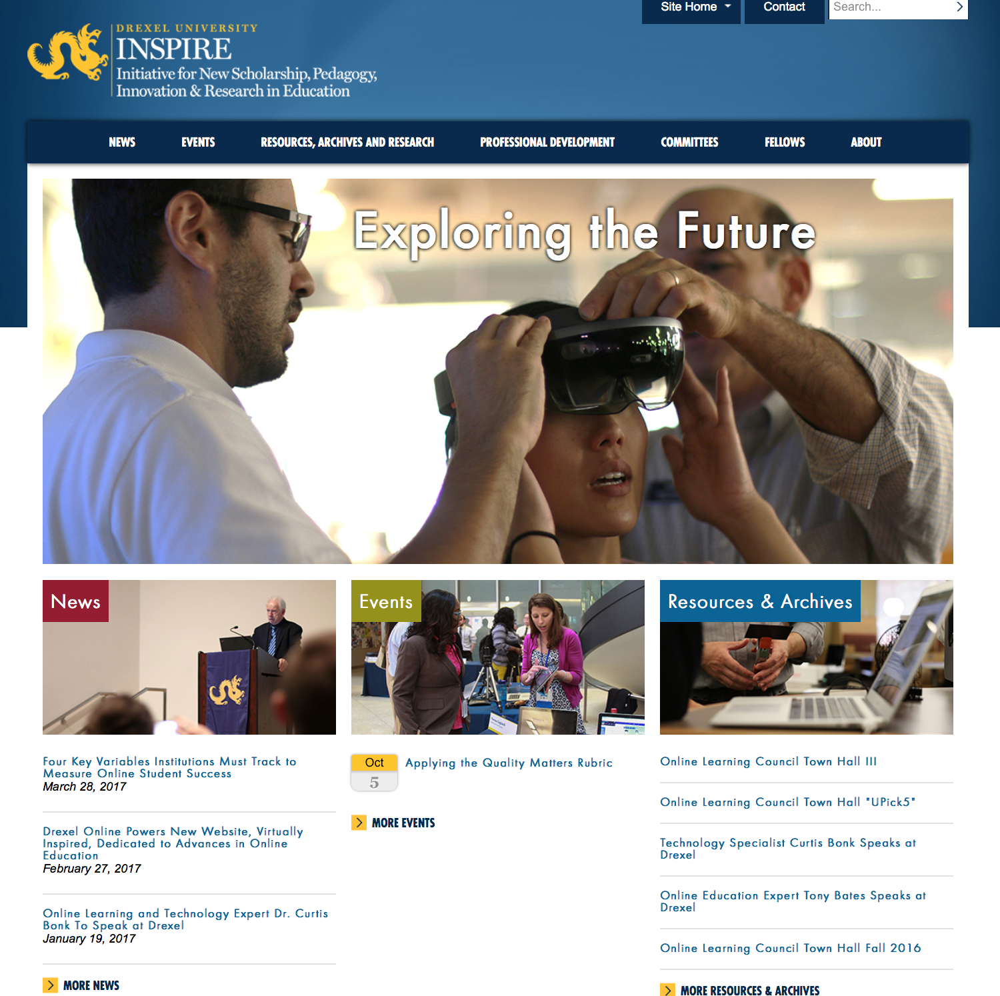 Site Home
Contact
Search...
DREXEL UNIVERSITY
INSPIRE
Initiative for New Scholarship, Pedagogy,
Innovation & Research in Education
NEWS
EVENTS
RESOURCES, ARCHIVES AND RESEARCH
PROFESSIONAL DEVELOPMENT
COMMITTEES
FELLOWS
ABOUT
Exploring the Future
News
Four Key Variables Institutions Must Track to
Measure Online Student Success
March 28, 2017
Drexel Online Powers New Website, Virtually
Inspired, Dedicated to Advances in Online
Education
February 27, 2017
Online Learning and Technology Expert Dr. Curtis
Bonk To Speak at Drexel
January 19, 2017
MORE NEWS
Events
Oct
5
Applying the Quality Matters Rubric
MORE EVENTS
Resources & Archives
Online Learning Council Town Hall III
Online Learning Council Town Hall "UPick5"
Technology Specialist Curtis Bonk Speaks at
Drexel
Online Education Expert Tony Bates Speaks at
Drexel
Online Learning Council Town Hall Fall 2016
MORE RESOURCES & ARCHIVES